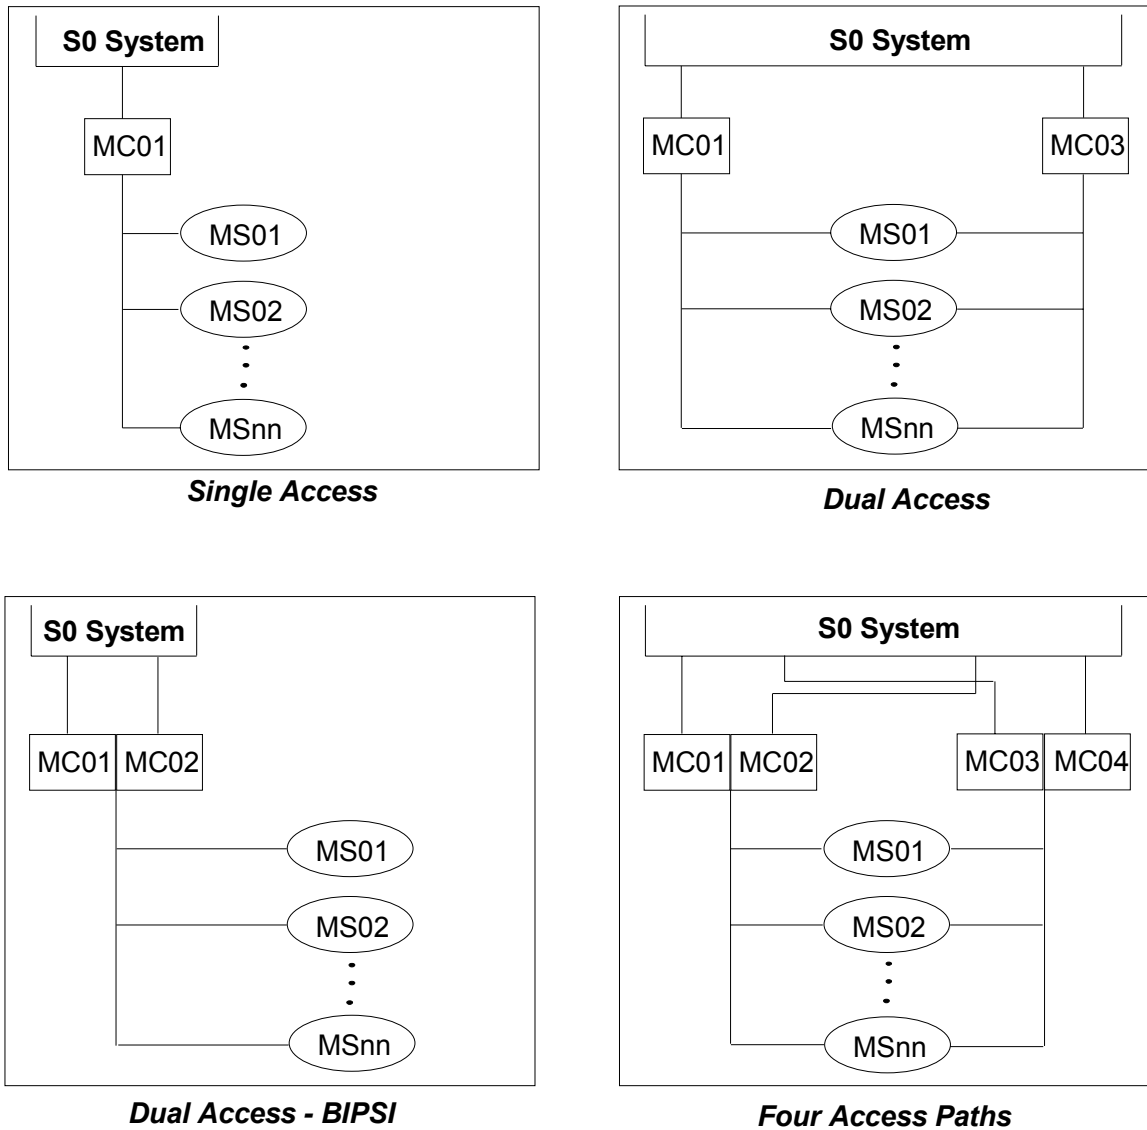 S0 System
MC01
MS01
MS02
MSnn
Single Access
S0 System
MC01 MC03
MS01
MS02
MSnn
Dual Access
S0 System
MC01 MC02
MS01
MS02
MSnn
Dual Access - BIPSI
S0 System
MC01 MC02 MC03 MC04
MS01
MS02
MSnn
Four Access Paths